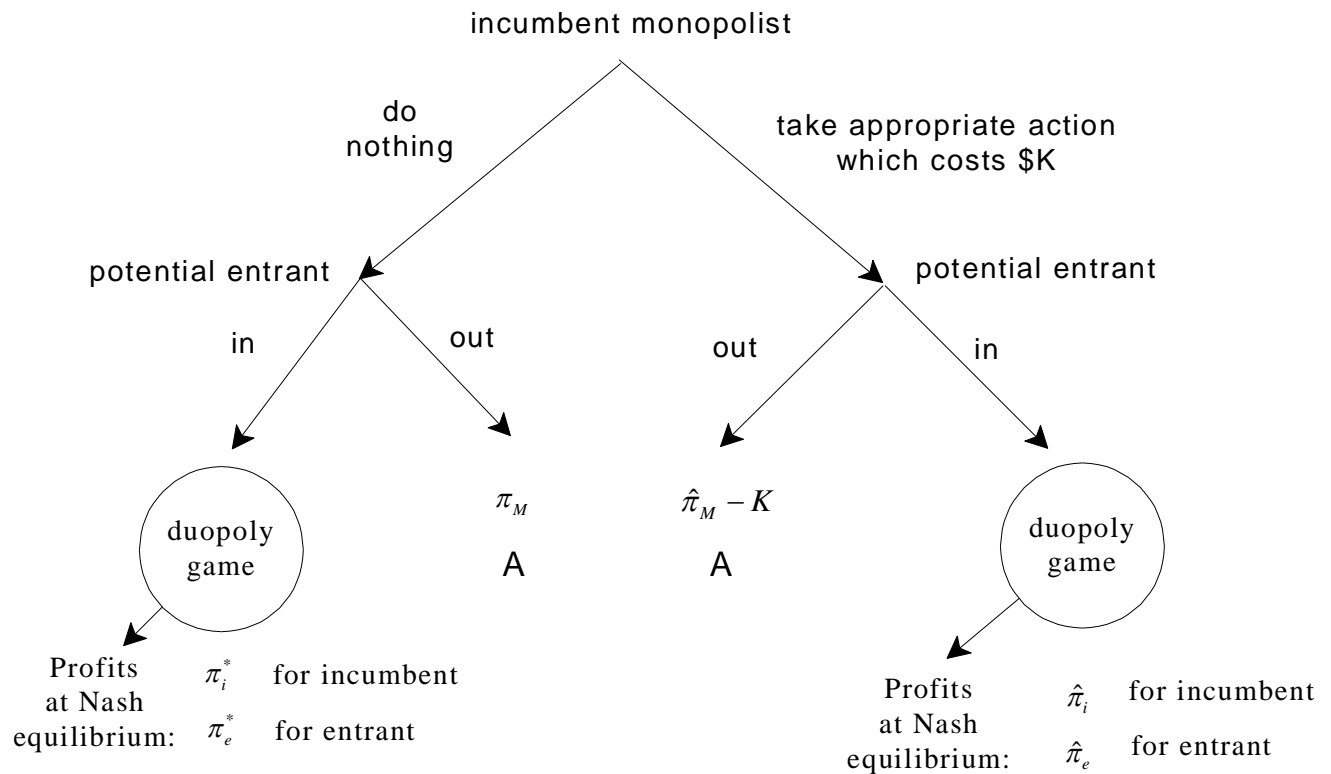 incumbent monopolist
do
nothing
take appropriate action
which costs $K
potential entrant
potential entrant
in
out
out
in
duopoly
game
π_M
A
π̂_M − K
A
duopoly
game
Profits
at Nash
equilibrium:
π_i^* for incumbent
π_e^* for entrant
Profits
at Nash
equilibrium:
π̂_i for incumbent
π̂_e for entrant